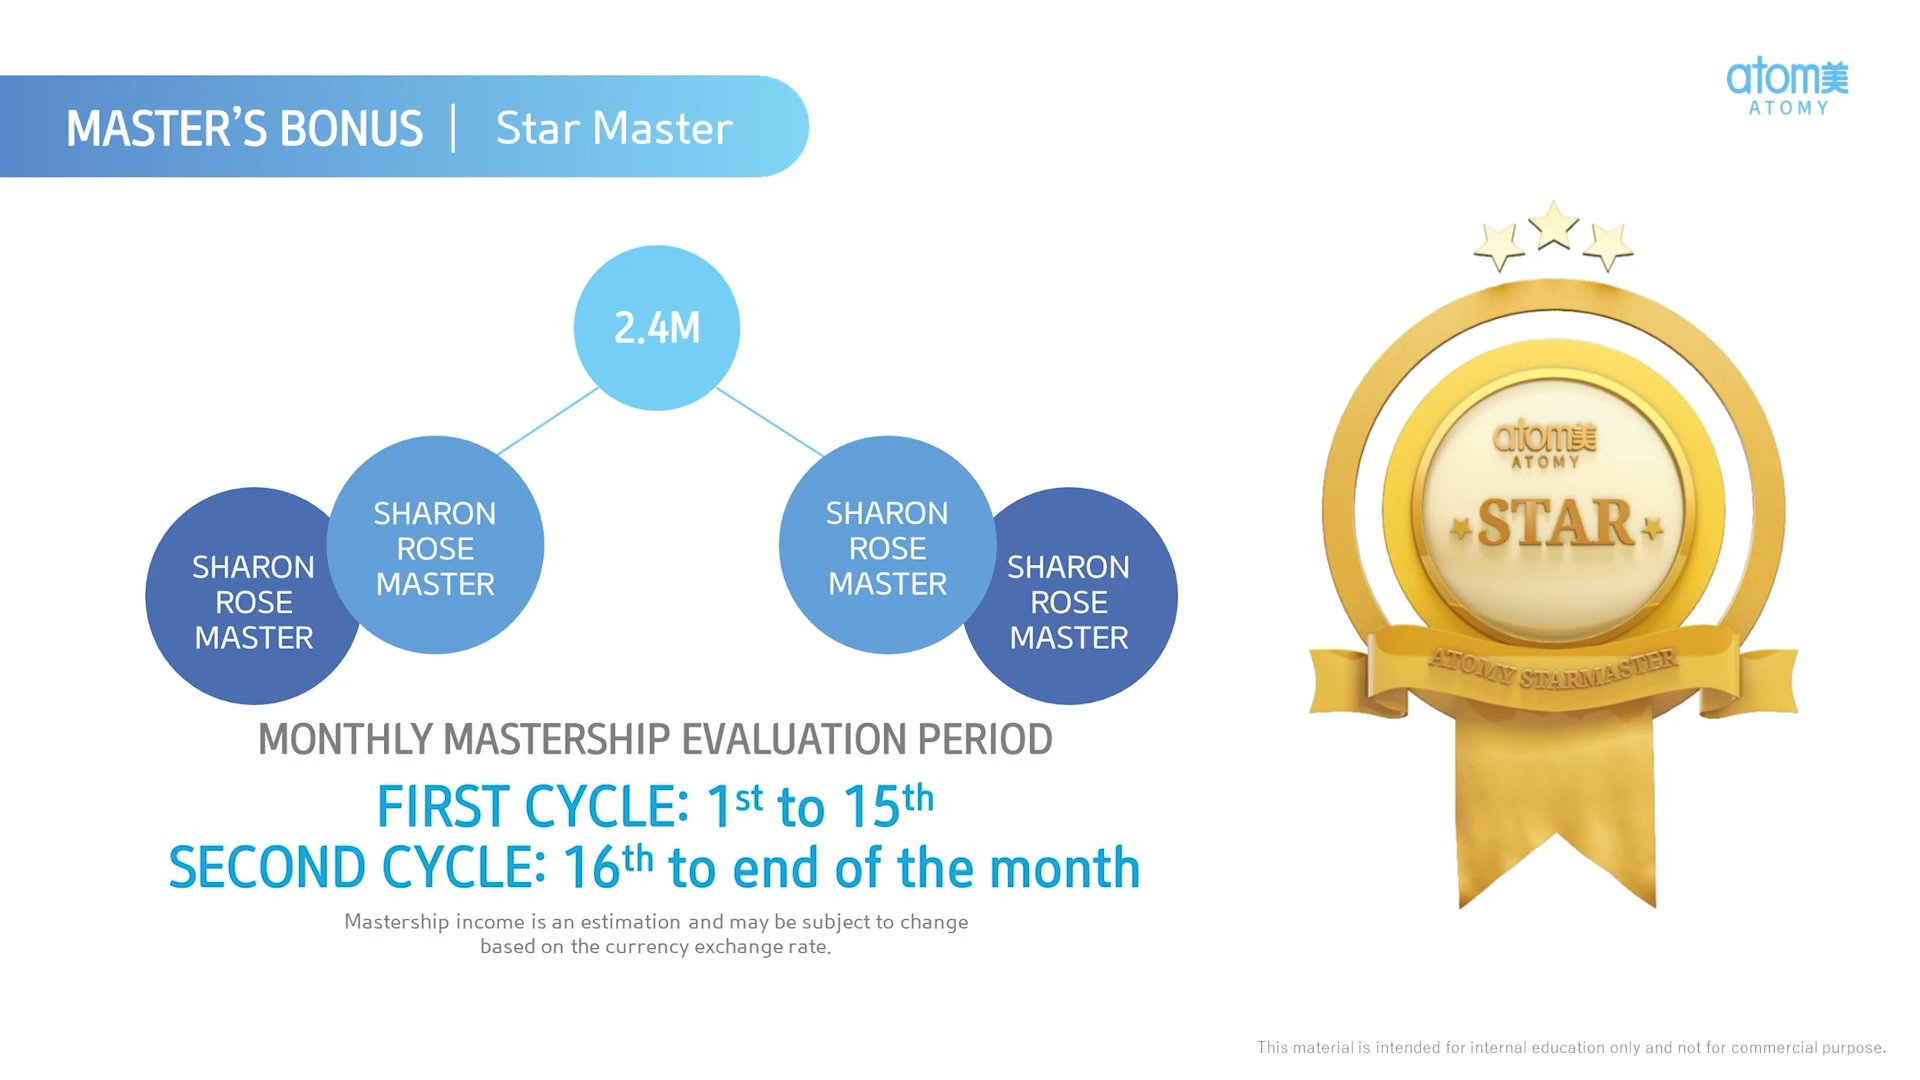 atom美
ATOMY
MASTER’S BONUS | Star Master
2.4M
SHARON
ROSE
MASTER
SHARON
ROSE
MASTER
SHARON
ROSE
MASTER
SHARON
ROSE
MASTER
MONTHLY MASTERSHIP EVALUATION PERIOD
FIRST CYCLE: 1st to 15th
SECOND CYCLE: 16th to end of the month
Mastership income is an estimation and may be subject to change
based on the currency exchange rate.
atom美
ATOMY
STAR
ATOMY STARMASTER
This material is intended for internal education only and not for commercial purpose.